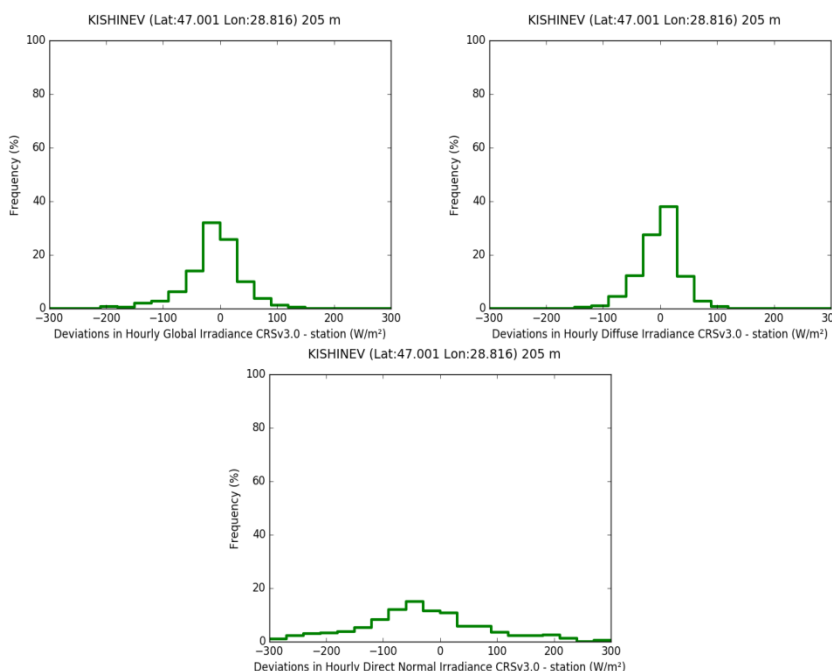 KISHINEV (Lat:47.001 Lon:28.816) 205 m
100
80
60
40
20
0
Frequency (%)
−300 −200 −100 0 100 200 300
Deviations in Hourly Global Irradiance CRSv3.0 - station (W/m²)
KISHINEV (Lat:47.001 Lon:28.816) 205 m
100
80
60
40
20
0
Frequency (%)
−300 −200 −100 0 100 200
Deviations in Hourly Diffuse Irradiance CRSv3.0 - station (W/m²)
KISHINEV (Lat:47.001 Lon:28.816) 205 m
100
80
60
40
20
0
Frequency (%)
−300 −200 −100 0 100 200 300
Deviations in Hourly Direct Normal Irradiance CRSv3.0 - station (W/m²)